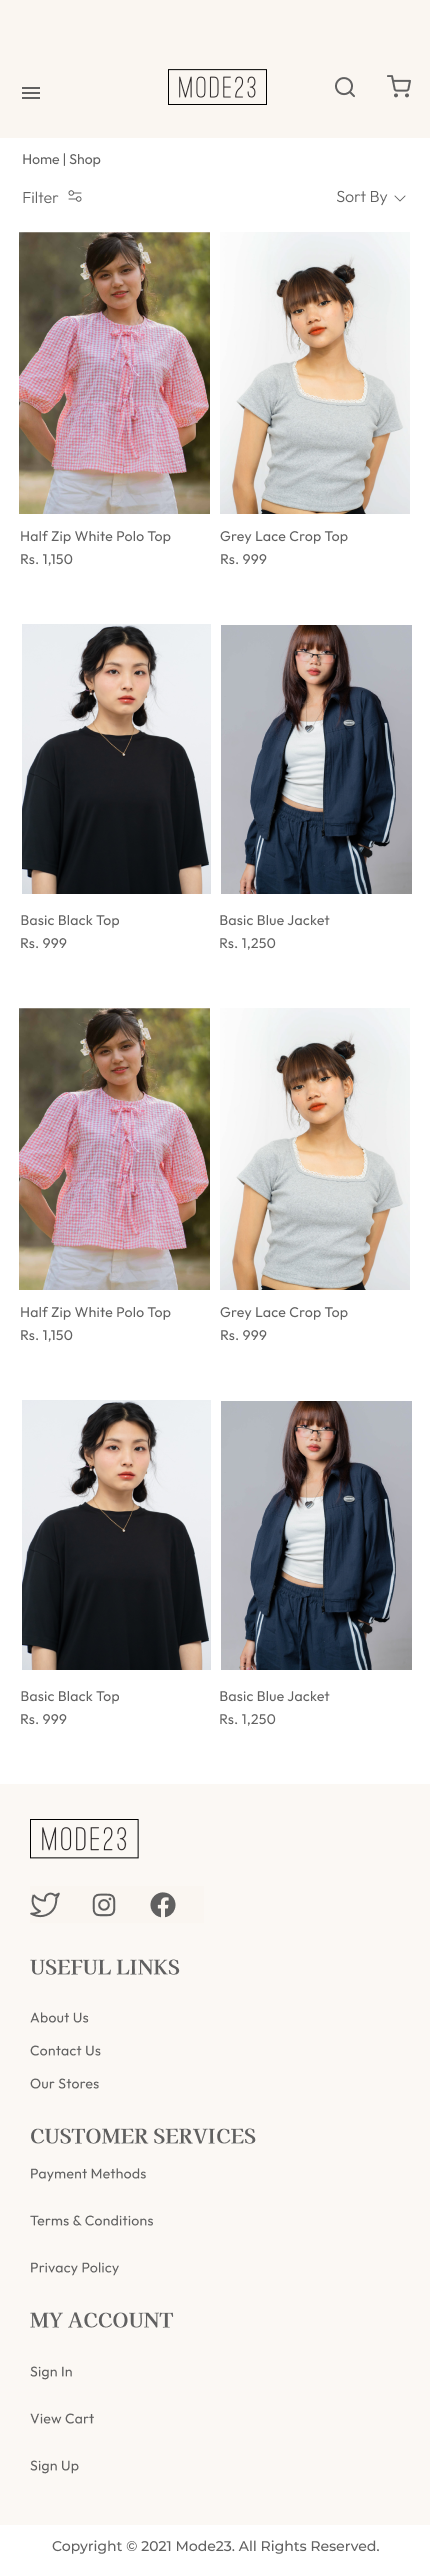 MODE23
Home | Shop
Filter
Sort By
Half Zip White Polo Top
Rs. 1,150
Grey Lace Crop Top
Rs. 999
Basic Black Top
Rs. 999
Basic Blue Jacket
Rs. 1,250
Half Zip White Polo Top
Rs. 1,150
Grey Lace Crop Top
Rs. 999
Basic Black Top
Rs. 999
Basic Blue Jacket
Rs. 1,250
MODE23
USEFUL LINKS
About Us
Contact Us
Our Stores
CUSTOMER SERVICES
Payment Methods
Terms & Conditions
Privacy Policy
MY ACCOUNT
Sign In
View Cart
Sign Up
Copyright © 2021 Mode23. All Rights Reserved.